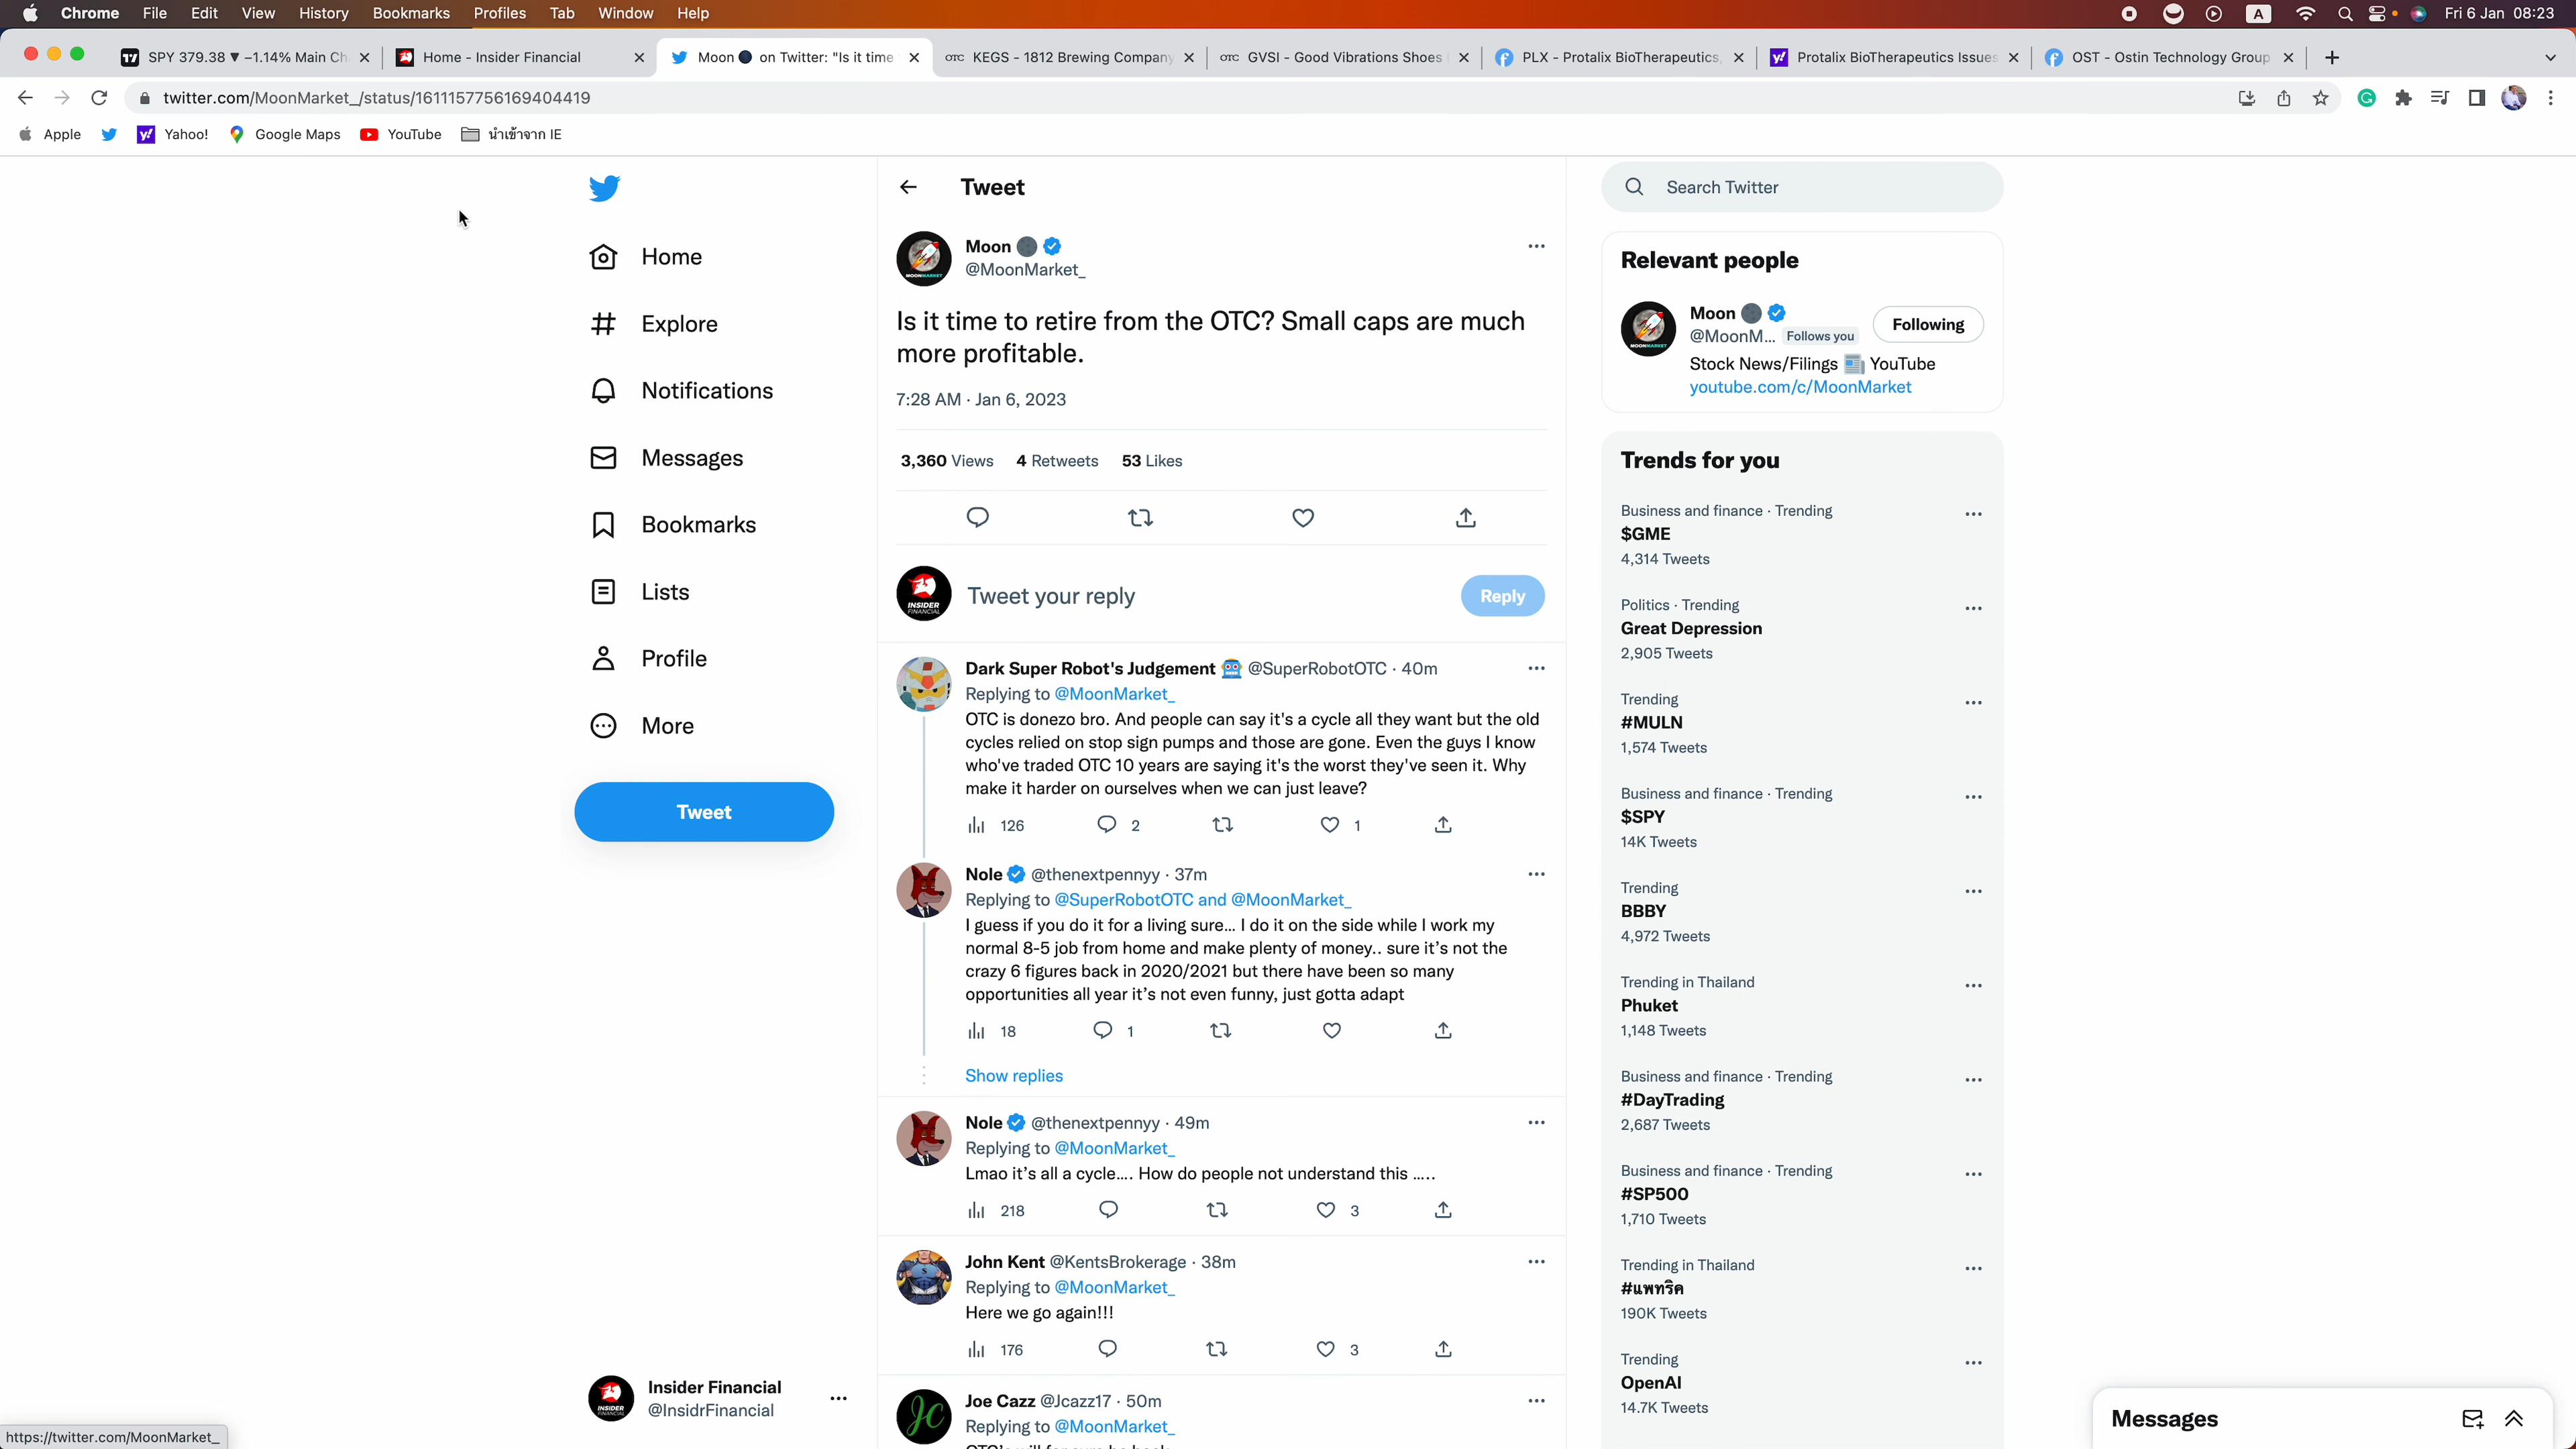 Chrome File Edit View History Bookmarks Profiles Tab Window Help
A Fri 6 Jan 08:23
SPY 379.38 ▼ −1.14% Main Ch
Home - Insider Financial
Moon on Twitter: "Is it time
OTC KEGS - 1812 Brewing Company
OTC GVSI - Good Vibrations Shoes
PLX - Protalix BioTherapeutics,
Protalix BioTherapeutics Issues
OST - Ostin Technology Group
twitter.com/MoonMarket_/status/1611157756169404419
Apple Yahoo! Google Maps YouTube นำเข้าจาก IE
Home
Explore
Notifications
Messages
Bookmarks
Lists
Profile
More
Tweet
Insider Financial
@InsidrFinancial
https://twitter.com/MoonMarket_
Tweet
Moon
@MoonMarket_
Is it time to retire from the OTC? Small caps are much
more profitable.
7:28 AM · Jan 6, 2023
3,360 Views 4 Retweets 53 Likes
INSIDER
FINANCIAL
Tweet your reply
Reply
Dark Super Robot's Judgement @SuperRobotOTC · 40m
Replying to @MoonMarket_
OTC is donezo bro. And people can say it's a cycle all they want but the old
cycles relied on stop sign pumps and those are gone. Even the guys I know
who've traded OTC 10 years are saying it's the worst they've seen it. Why
make it harder on ourselves when we can just leave?
126 2 1
Nole @thenextpennyy · 37m
Replying to @SuperRobotOTC and @MoonMarket_
I guess if you do it for a living sure... I do it on the side while I work my
normal 8-5 job from home and make plenty of money.. sure it's not the
crazy 6 figures back in 2020/2021 but there have been so many
opportunities all year it's not even funny, just gotta adapt
18 1
Show replies
Nole @thenextpennyy · 49m
Replying to @MoonMarket_
Lmao it's all a cycle.... How do people not understand this .....
218 3
John Kent @KentsBrokerage · 38m
Replying to @MoonMarket_
Here we go again!!!
176 3
Joe Cazz @Jcazz17 · 50m
Replying to @MoonMarket_
Search Twitter
Relevant people
Moon
@MoonM... Follows you
Following
Stock News/Filings YouTube
youtube.com/c/MoonMarket
Trends for you
Business and finance · Trending
$GME
4,314 Tweets
Politics · Trending
Great Depression
2,905 Tweets
Trending
#MULN
1,574 Tweets
Business and finance · Trending
$SPY
14K Tweets
Trending
BBBY
4,972 Tweets
Trending in Thailand
Phuket
1,148 Tweets
Business and finance · Trending
#DayTrading
2,687 Tweets
Business and finance · Trending
#SP500
1,710 Tweets
Trending in Thailand
#แพทริค
190K Tweets
Trending
OpenAI
14.7K Tweets
Messages